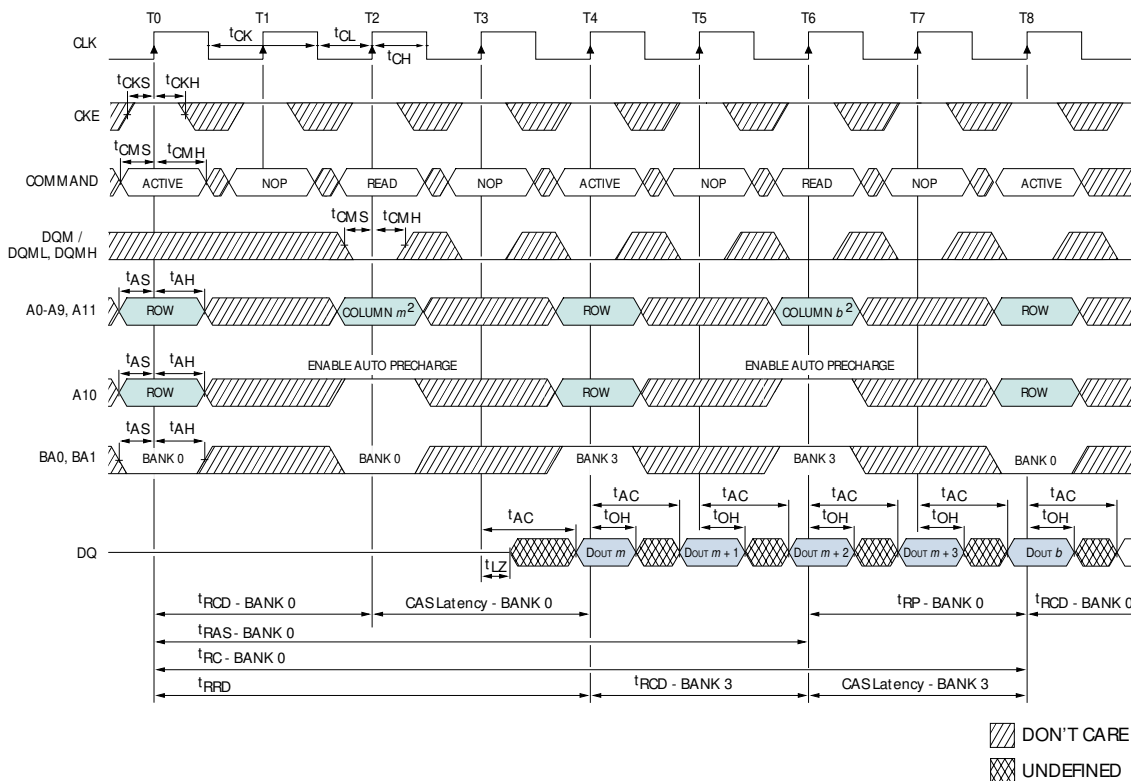 T0 T1 T2 T3 T4 T5 T6 T7 T8
CLK
tCK tCL
tCH
tCKS tCKH
CKE
tCMS tCMH
COMMAND ACTIVE NOP READ NOP ACTIVE NOP READ NOP ACTIVE
tCMS tCMH
DQM /
DQML, DQMH
tAS tAH
A0-A9, A11 ROW COLUMN m2 ROW COLUMN b2 ROW
tAS tAH
ENABLE AUTO PRECHARGE ENABLE AUTO PRECHARGE
A10 ROW ROW ROW
tAS tAH
BA0, BA1 BANK 0 BANK 0 BANK 3 BANK 3 BANK 0
tAC tAC tAC tAC tAC tAC
tOH tOH tOH tOH tOH
DQ DOUT m DOUT m + 1 DOUT m + 2 DOUT m + 3 DOUT b
tLZ
tRCD - BANK 0 CAS Latency - BANK 0 tRP - BANK 0 tRCD - BANK 0
tRAS - BANK 0
tRC - BANK 0
tRRD tRCD - BANK 3 CAS Latency - BANK 3
DON'T CARE
UNDEFINED